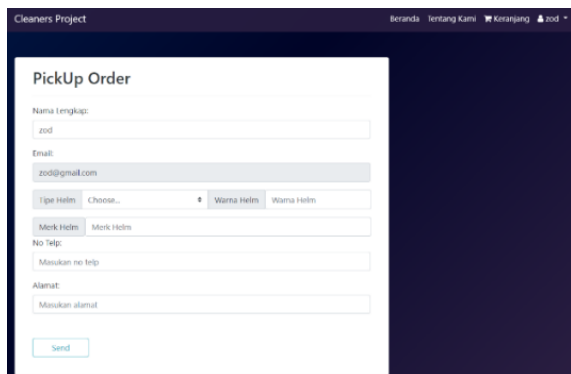 Cleaners Project Beranda Tentang Kami Keranjang zod
PickUp Order
Nama Lengkap:
zod
Email:
zod@gmail.com
Tipe Helm Choose... Warna Helm Warna Helm
Merk Helm Merk Helm
No Telp:
Masukan no telp
Alamat:
Masukan alamat
Send